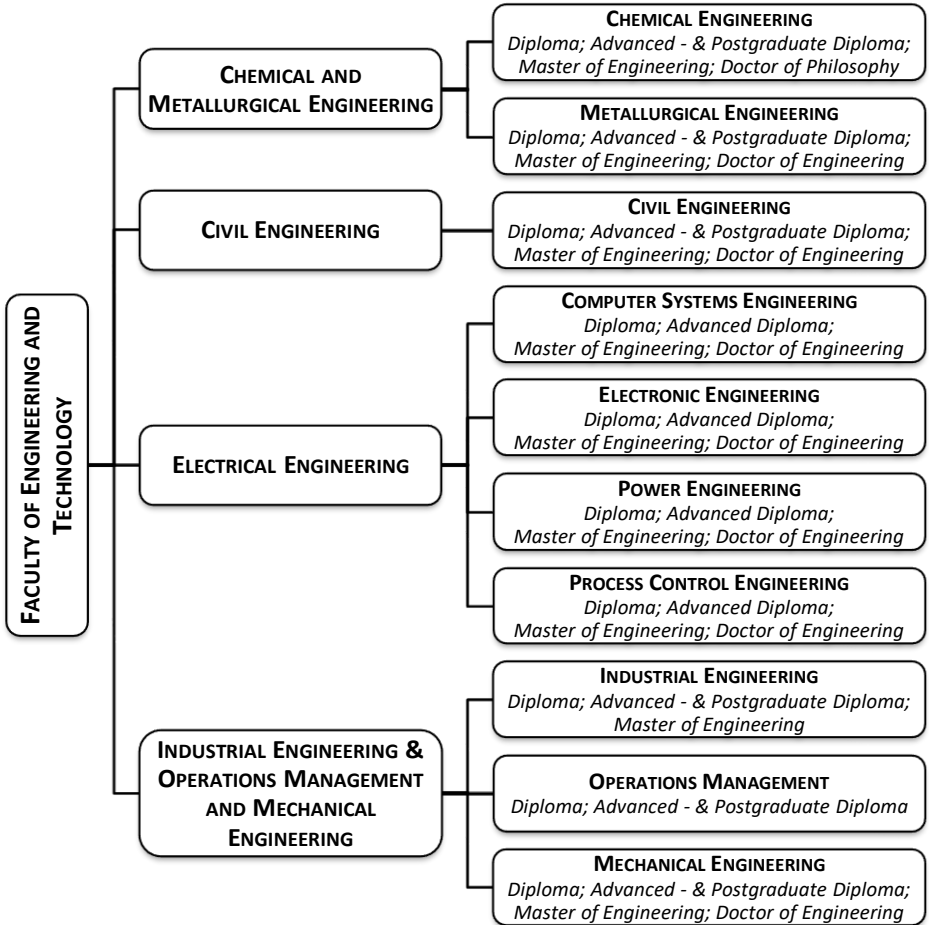 FACULTY OF ENGINEERING AND
TECHNOLOGY
CHEMICAL AND
METALLURGICAL ENGINEERING
CHEMICAL ENGINEERING
Diploma; Advanced - & Postgraduate Diploma;
Master of Engineering; Doctor of Philosophy
METALLURGICAL ENGINEERING
Diploma; Advanced - & Postgraduate Diploma;
Master of Engineering; Doctor of Engineering
CIVIL ENGINEERING
CIVIL ENGINEERING
Diploma; Advanced - & Postgraduate Diploma;
Master of Engineering; Doctor of Engineering
ELECTRICAL ENGINEERING
COMPUTER SYSTEMS ENGINEERING
Diploma; Advanced Diploma;
Master of Engineering; Doctor of Engineering
ELECTRONIC ENGINEERING
Diploma; Advanced Diploma;
Master of Engineering; Doctor of Engineering
POWER ENGINEERING
Diploma; Advanced Diploma;
Master of Engineering; Doctor of Engineering
PROCESS CONTROL ENGINEERING
Diploma; Advanced Diploma;
Master of Engineering; Doctor of Engineering
INDUSTRIAL ENGINEERING &
OPERATIONS MANAGEMENT
AND MECHANICAL
ENGINEERING
INDUSTRIAL ENGINEERING
Diploma; Advanced - & Postgraduate Diploma;
Master of Engineering
OPERATIONS MANAGEMENT
Diploma; Advanced - & Postgraduate Diploma
MECHANICAL ENGINEERING
Diploma; Advanced - & Postgraduate Diploma;
Master of Engineering; Doctor of Engineering